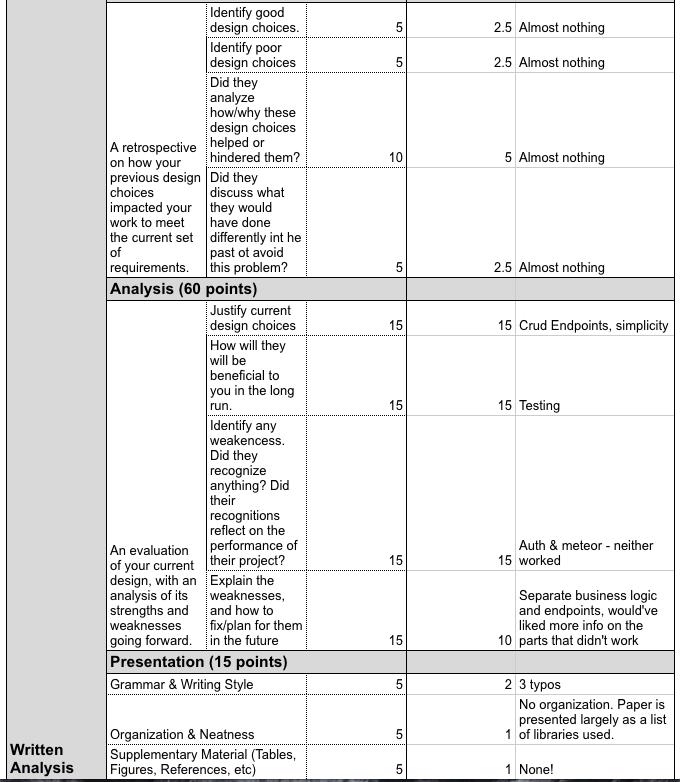 Identify good
design choices. 5 2.5 Almost nothing
Identify poor
design choices 5 2.5 Almost nothing
A retrospective
on how your
previous design
choices
impacted your
work to meet
the current set
of
requirements.
Did they
analyze
how/why these
design choices
helped or
hindered them? 10 5 Almost nothing
Did they
discuss what
they would
have done
differently int he
past ot avoid
this problem? 5 2.5 Almost nothing
Analysis (60 points)
Justify current
design choices 15 15 Crud Endpoints, simplicity
How will they
will be
beneficial to
you in the long
run. 15 15 Testing
Identify any
weakencess.
Did they
recognize
anything? Did
their
recognitions
reflect on the
performance of
their project? 15 15 Auth & meteor - neither
worked
An evaluation
of your current
design, with an
analysis of its
strengths and
weaknesses
going forward.
Explain the
weaknesses,
and how to
fix/plan for them
in the future 15 10 Separate business logic
and endpoints, would've
liked more info on the
parts that didn't work
Presentation (15 points)
Grammar & Writing Style 5 2 3 typos
Organization & Neatness 5 1 No organization. Paper is
presented largely as a list
of libraries used.
Written
Analysis
Supplementary Material (Tables,
Figures, References, etc) 5 1 None!